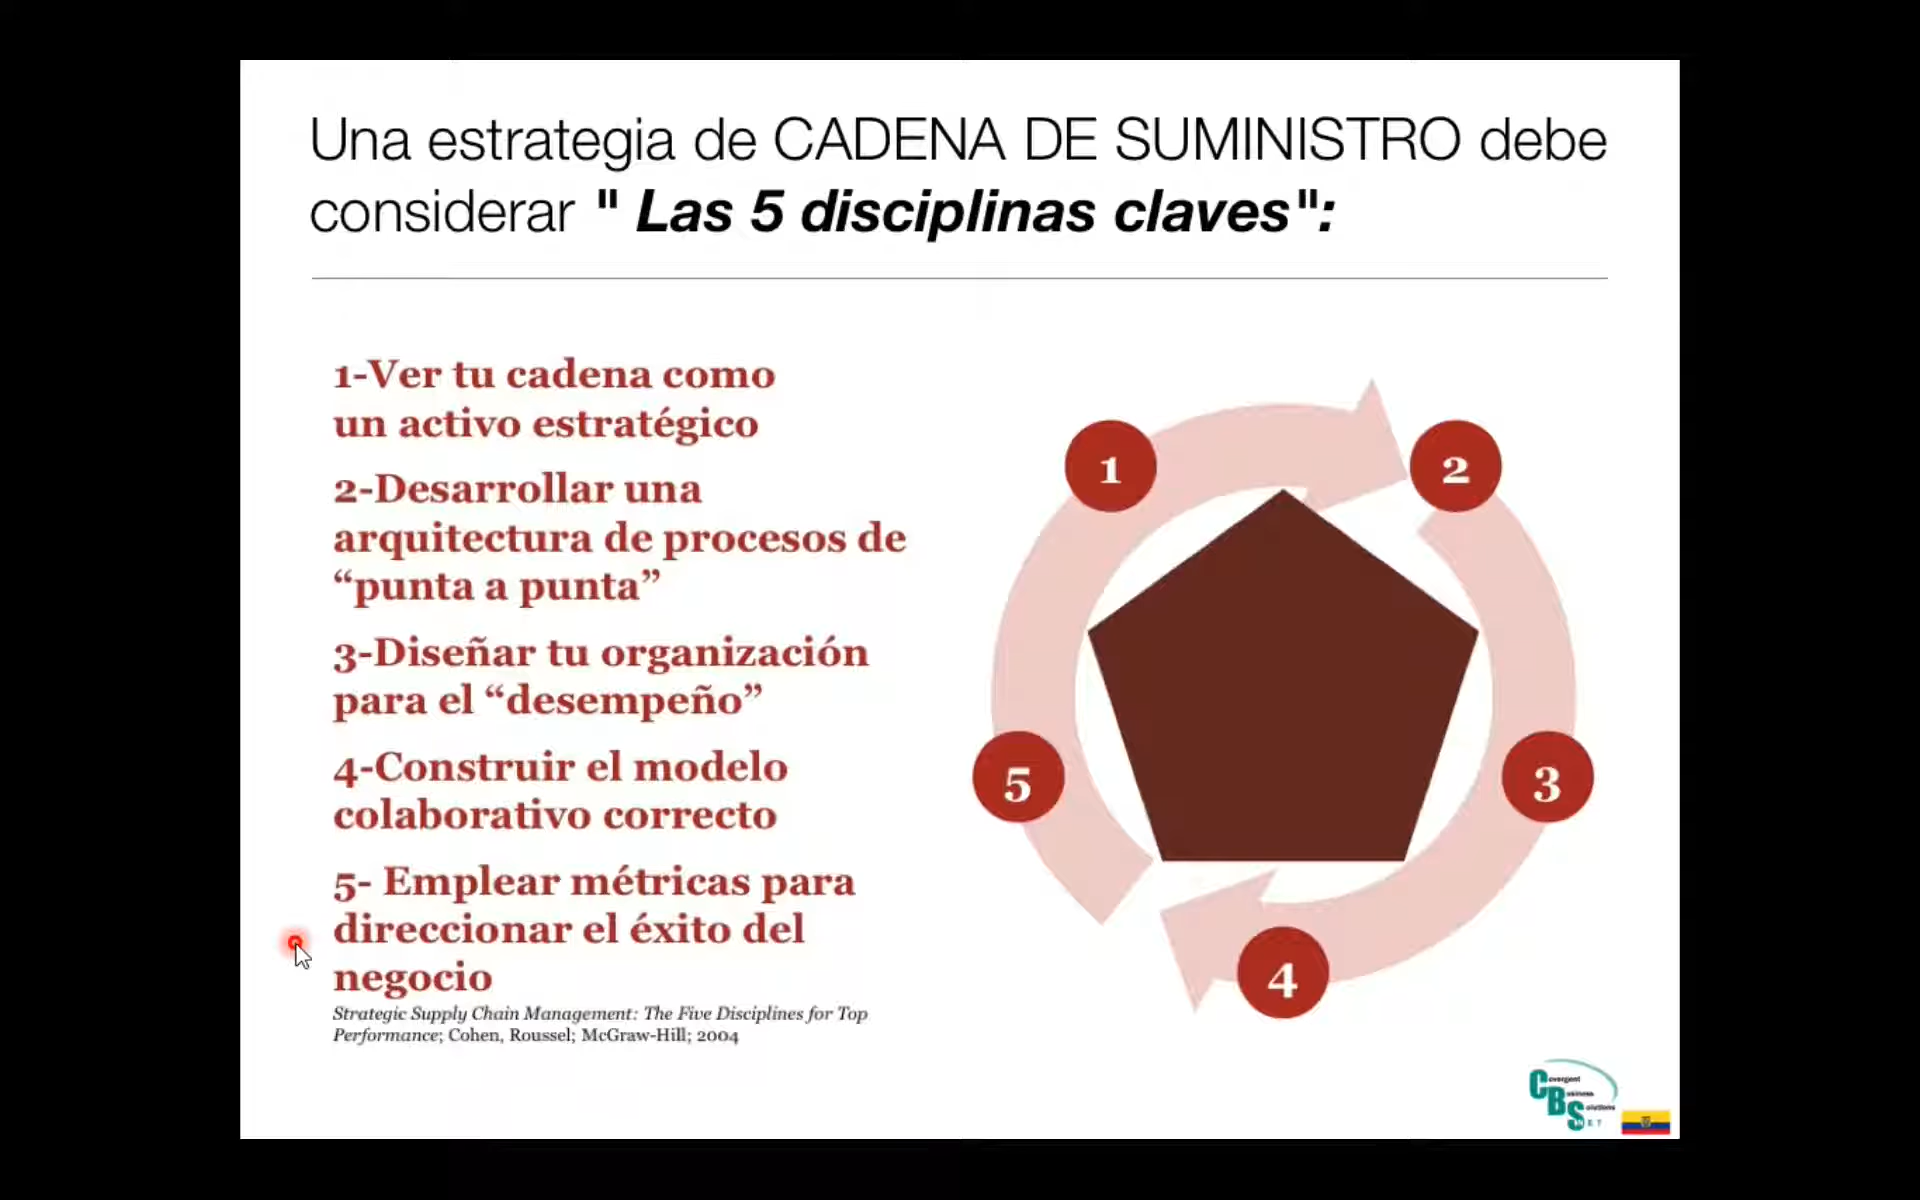 Una estrategia de CADENA DE SUMINISTRO debe
considerar " Las 5 disciplinas claves":
1-Ver tu cadena como
un activo estratégico
2-Desarrollar una
arquitectura de procesos de
“punta a punta”
3-Diseñar tu organización
para el “desempeño”
4-Construir el modelo
colaborativo correcto
5- Emplear métricas para
direccionar el éxito del
negocio
Strategic Supply Chain Management: The Five Disciplines for Top
Performance; Cohen, Roussel; McGraw-Hill; 2004
1
2
3
4
5
Covergent
Business
Solutions